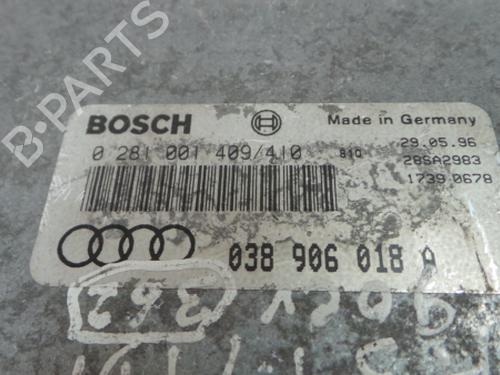 B-PARTS
BOSCH Made in Germany
0 281 001 409/410 810 29.05.96
28SA2983
1739.0678
038 906 018 A
362